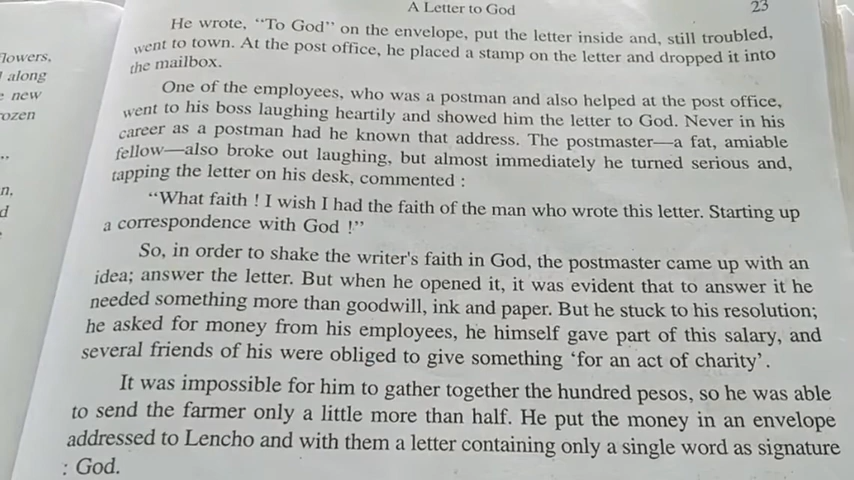 A Letter to God 23
He wrote, “To God” on the envelope, put the letter inside and, still troubled,
went to town. At the post office, he placed a stamp on the letter and dropped it into
the mailbox.
One of the employees, who was a postman and also helped at the post office,
went to his boss laughing heartily and showed him the letter to God. Never in his
career as a postman had he known that address. The postmaster—a fat, amiable
fellow—also broke out laughing, but almost immediately he turned serious and,
tapping the letter on his desk, commented :
“What faith ! I wish I had the faith of the man who wrote this letter. Starting up
a correspondence with God !”
So, in order to shake the writer's faith in God, the postmaster came up with an
idea; answer the letter. But when he opened it, it was evident that to answer it he
needed something more than goodwill, ink and paper. But he stuck to his resolution;
he asked for money from his employees, he himself gave part of this salary, and
several friends of his were obliged to give something ‘for an act of charity’.
It was impossible for him to gather together the hundred pesos, so he was able
to send the farmer only a little more than half. He put the money in an envelope
addressed to Lencho and with them a letter containing only a single word as signature
: God.
along
new